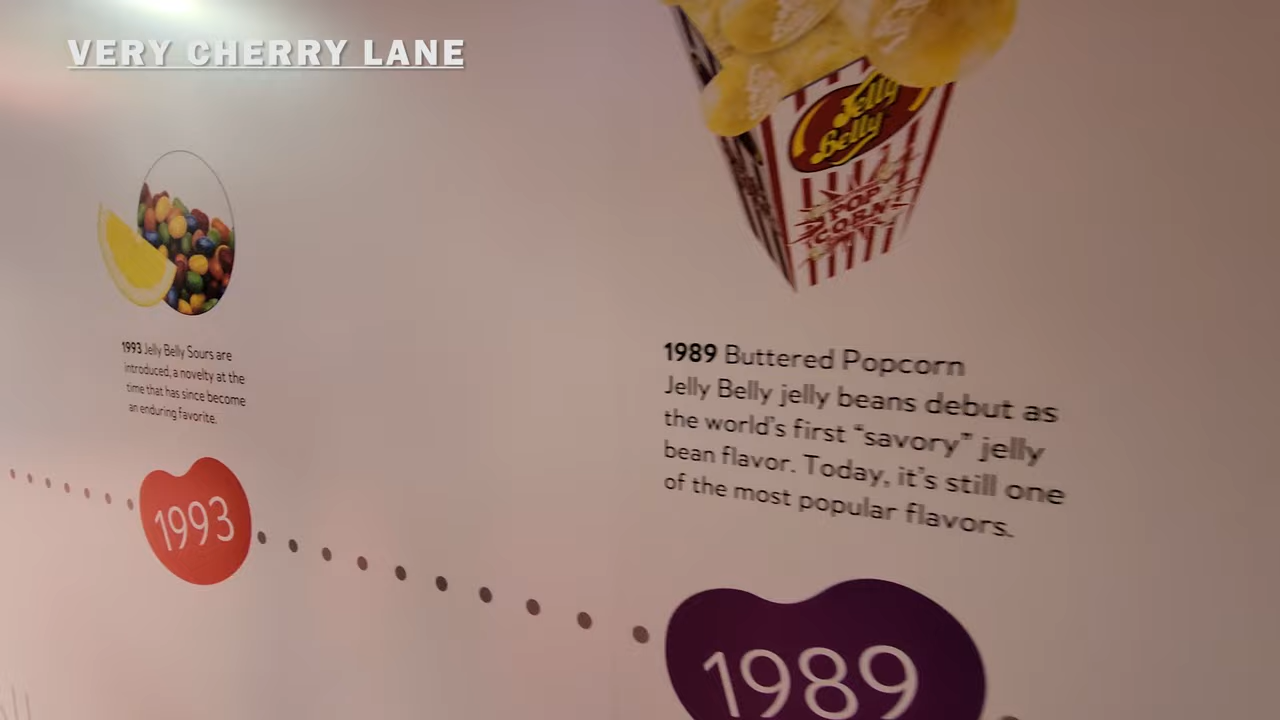 VERY CHERRY LANE
Jelly
Belly
POP
CORN
1993 Jelly Belly Sours are
introduced, a novelty at the
time that has since become
an enduring favorite.
1993
1989 Buttered Popcorn
Jelly Belly jelly beans debut as
the world's first "savory" jelly
bean flavor. Today, it's still one
of the most popular flavors.
1989